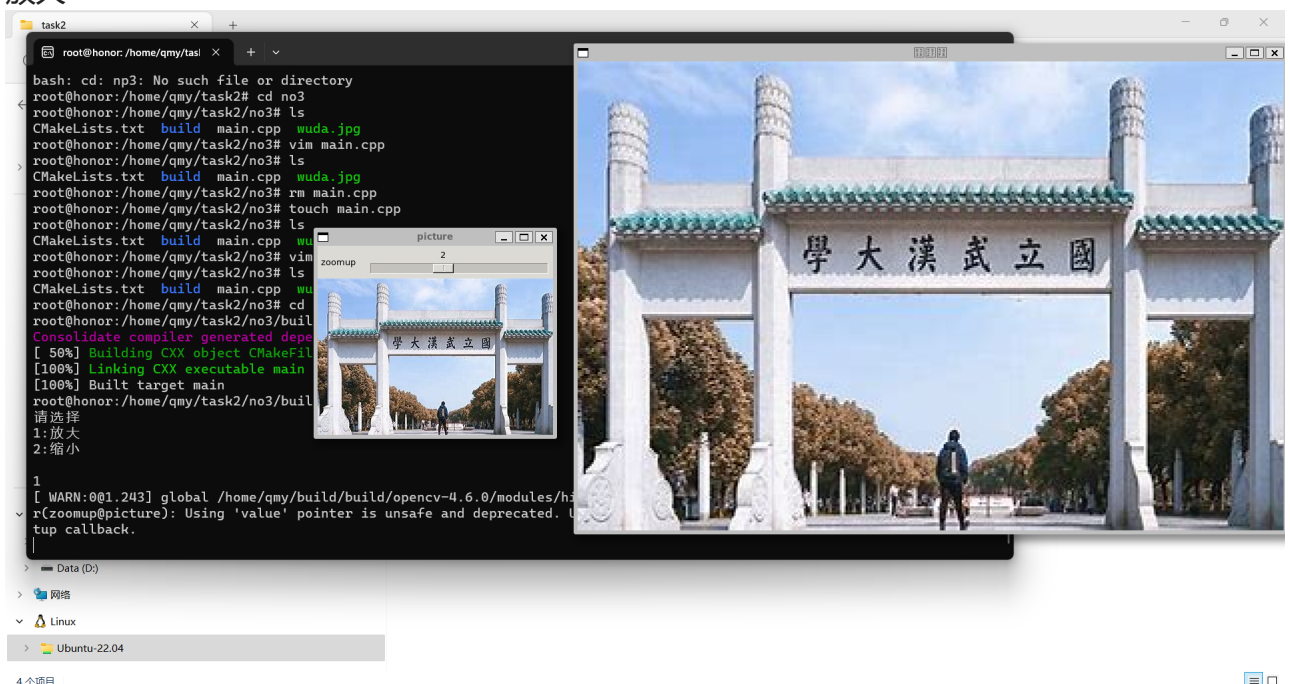 放大
task2
root@honor: /home/qmy/tasl
bash: cd: np3: No such file or directory
root@honor:/home/qmy/task2# cd no3
root@honor:/home/qmy/task2/no3# ls
CMakeLists.txt build main.cpp wuda.jpg
root@honor:/home/qmy/task2/no3# vim main.cpp
root@honor:/home/qmy/task2/no3# ls
CMakeLists.txt build main.cpp wuda.jpg
root@honor:/home/qmy/task2/no3# rm main.cpp
root@honor:/home/qmy/task2/no3# touch main.cpp
root@honor:/home/qmy/task2/no3# ls
CMakeLists.txt build main.cpp wu
root@honor:/home/qmy/task2/no3# vim
root@honor:/home/qmy/task2/no3# ls
CMakeLists.txt build main.cpp wu
root@honor:/home/qmy/task2/no3# cd
root@honor:/home/qmy/task2/no3/buil
Consolidate compiler generated depe
[ 50%] Building CXX object CMakeFil
[100%] Linking CXX executable main
[100%] Built target main
root@honor:/home/qmy/task2/no3/buil
请选择
1:放大
2:缩小
1
[ WARN:0@1.243] global /home/qmy/build/build/opencv-4.6.0/modules/hi
r(zoomup@picture): Using 'value' pointer is unsafe and deprecated. U
tup callback.
picture
zoomup
2
學大漢武立國
學大漢武立國
Data (D:)
网络
Linux
Ubuntu-22.04
4 个项目